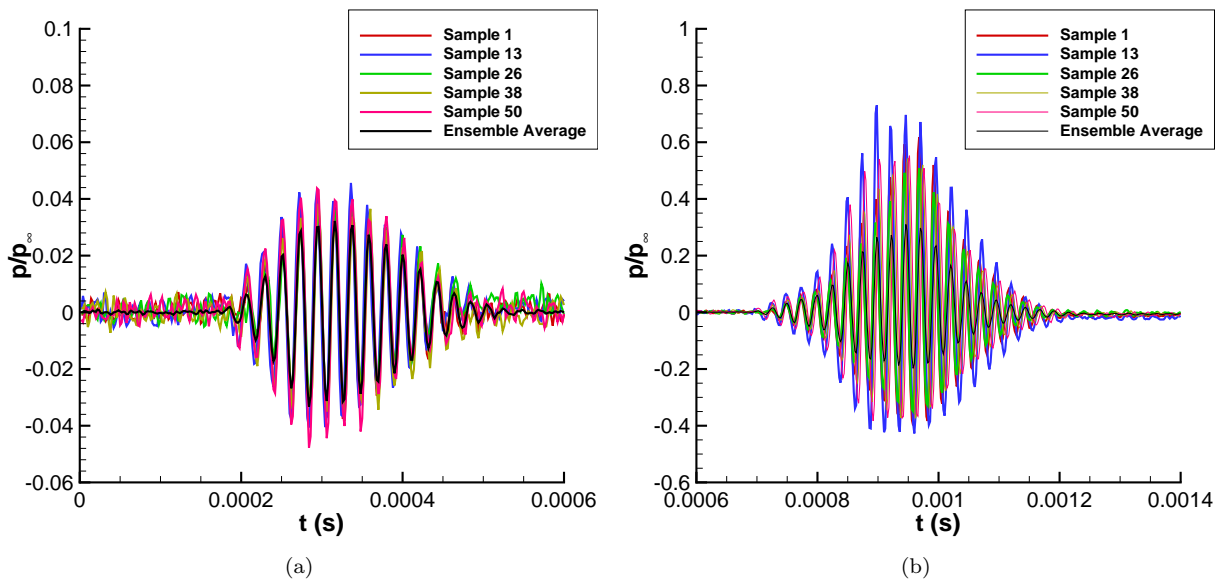 0.1
0.08
0.06
0.04
0.02
0
-0.02
-0.04
-0.06
p/p∞
0 0.0002 0.0004 0.0006
t (s)
Sample 1
Sample 13
Sample 26
Sample 38
Sample 50
Ensemble Average
(a)
1
0.8
0.6
0.4
0.2
0
-0.2
-0.4
-0.6
p/p∞
0.0006 0.0008 0.001 0.0012 0.0014
t (s)
Sample 1
Sample 13
Sample 26
Sample 38
Sample 50
Ensemble Average
(b)